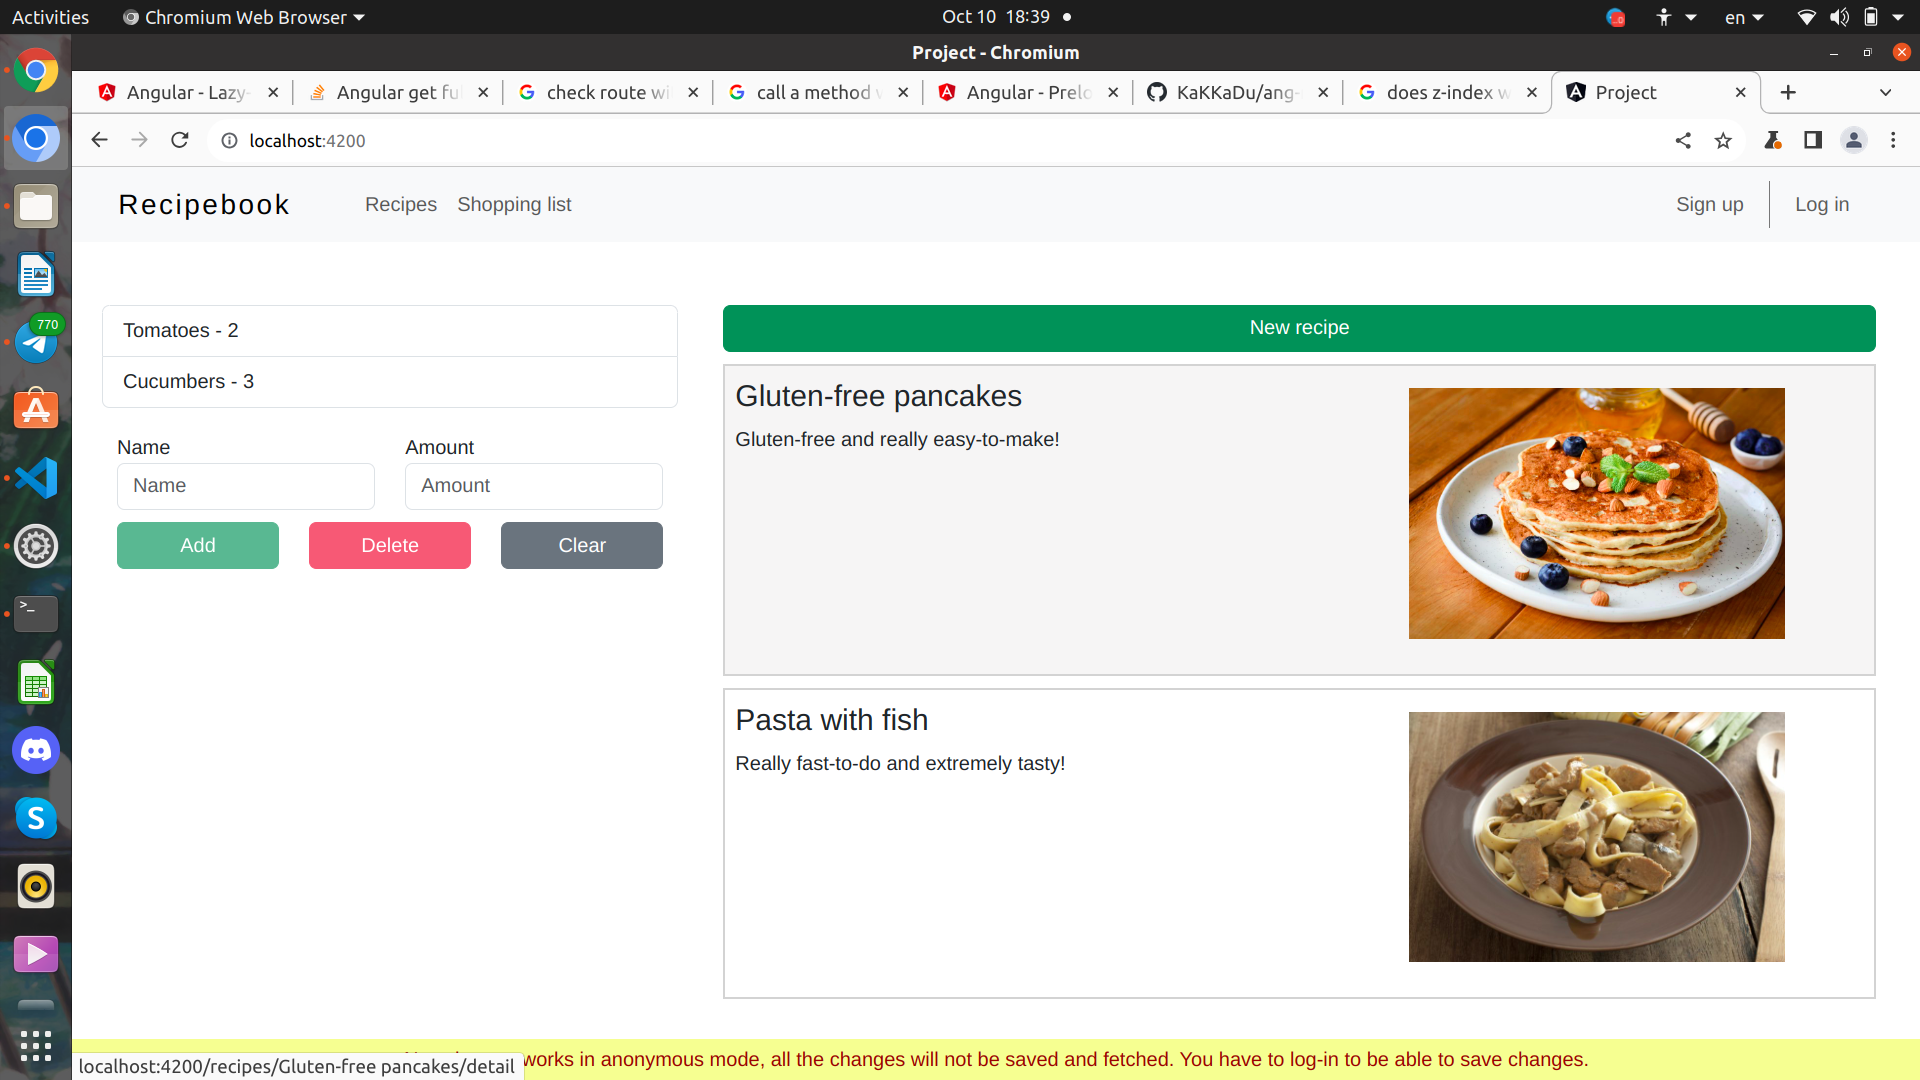 Activities
Chromium Web Browser
Oct 10 18:39
en
Project - Chromium
Angular - Lazy-
Angular get fu
check route wi
call a method
Angular - Prelo
KaKKaDu/ang-
does z-index w
Project
localhost:4200
Recipebook
Recipes
Shopping list
Sign up
Log in
770
Tomatoes - 2
Cucumbers - 3
Name
Amount
Name
Amount
Add
Delete
Clear
New recipe
Gluten-free pancakes
Gluten-free and really easy-to-make!
Pasta with fish
Really fast-to-do and extremely tasty!
works in anonymous mode, all the changes will not be saved and fetched. You have to log-in to be able to save changes.
localhost:4200/recipes/Gluten-free pancakes/detail